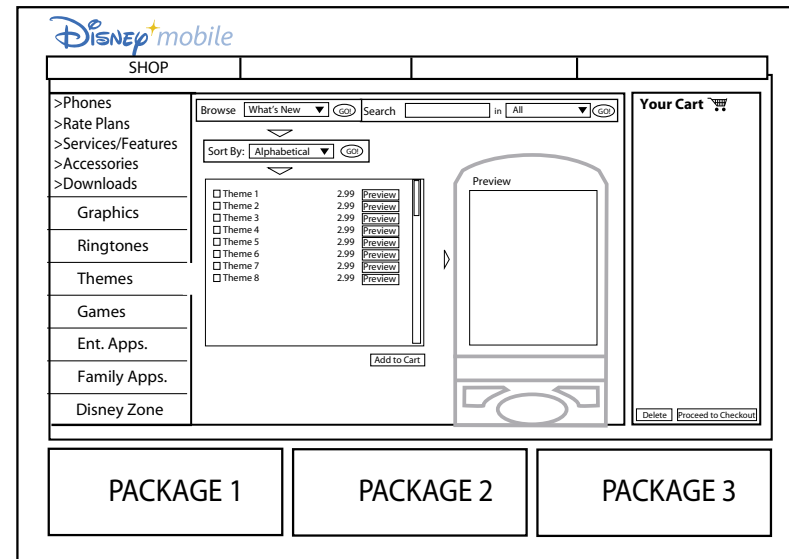 Disney mobile
SHOP
>Phones
>Rate Plans
>Services/Features
>Accessories
>Downloads
Graphics
Ringtones
Themes
Games
Ent. Apps.
Family Apps.
Disney Zone
Browse What's New GO! Search in All GO!
Sort By: Alphabetical GO!
Theme 1 2.99 Preview
Theme 2 2.99 Preview
Theme 3 2.99 Preview
Theme 4 2.99 Preview
Theme 5 2.99 Preview
Theme 6 2.99 Preview
Theme 7 2.99 Preview
Theme 8 2.99 Preview
Add to Cart
Preview
Your Cart
Delete Proceed to Checkout
PACKAGE 1
PACKAGE 2
PACKAGE 3